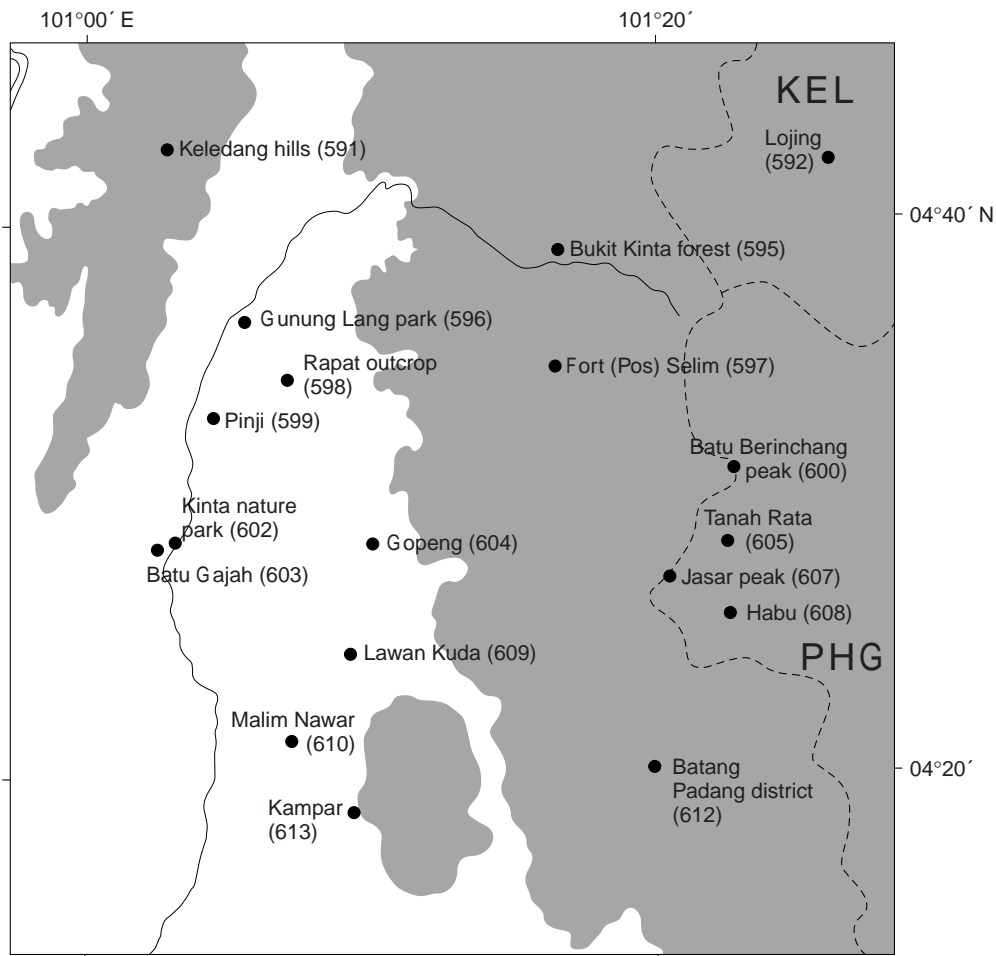 101°00´ E
101°20´
KEL
Lojing
(592)
Keledang hills (591)
04°40´ N
Bukit Kinta forest (595)
Gunung Lang park (596)
Rapat outcrop
(598)
Fort (Pos) Selim (597)
Pinji (599)
Batu Berinchang
peak (600)
Kinta nature
park (602)
Tanah Rata
(605)
Gopeng (604)
Batu Gajah (603)
Jasar peak (607)
Habu (608)
PHG
Lawan Kuda (609)
Malim Nawar
(610)
04°20´
Batang
Padang district
(612)
Kampar
(613)